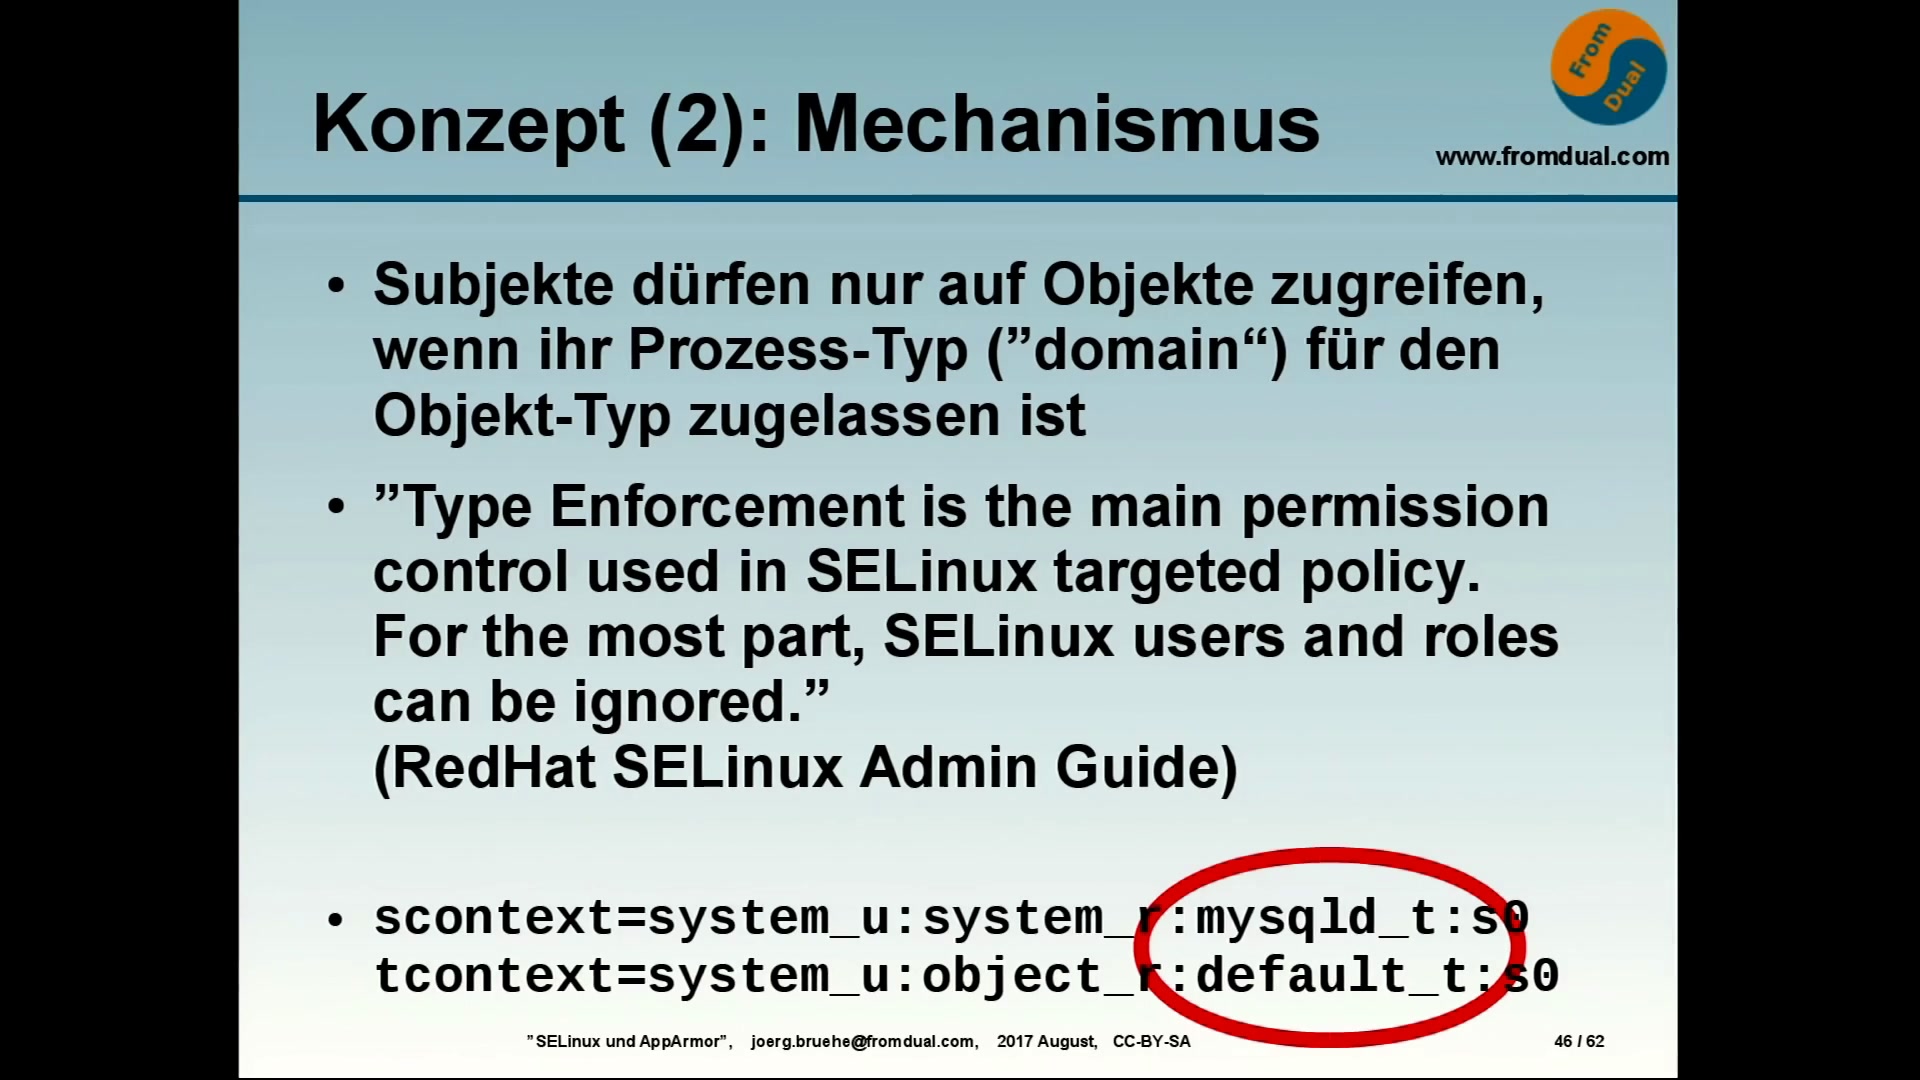 From
Dual
Konzept (2): Mechanismus
www.fromdual.com
• Subjekte dürfen nur auf Objekte zugreifen,
wenn ihr Prozess-Typ (”domain“) für den
Objekt-Typ zugelassen ist
• ”Type Enforcement is the main permission
control used in SELinux targeted policy.
For the most part, SELinux users and roles
can be ignored.”
(RedHat SELinux Admin Guide)
• scontext=system_u:system_r:mysqld_t:s0
tcontext=system_u:object_r:default_t:s0
”SELinux und AppArmor”, joerg.bruehe@fromdual.com, 2017 August, CC-BY-SA
46 / 62